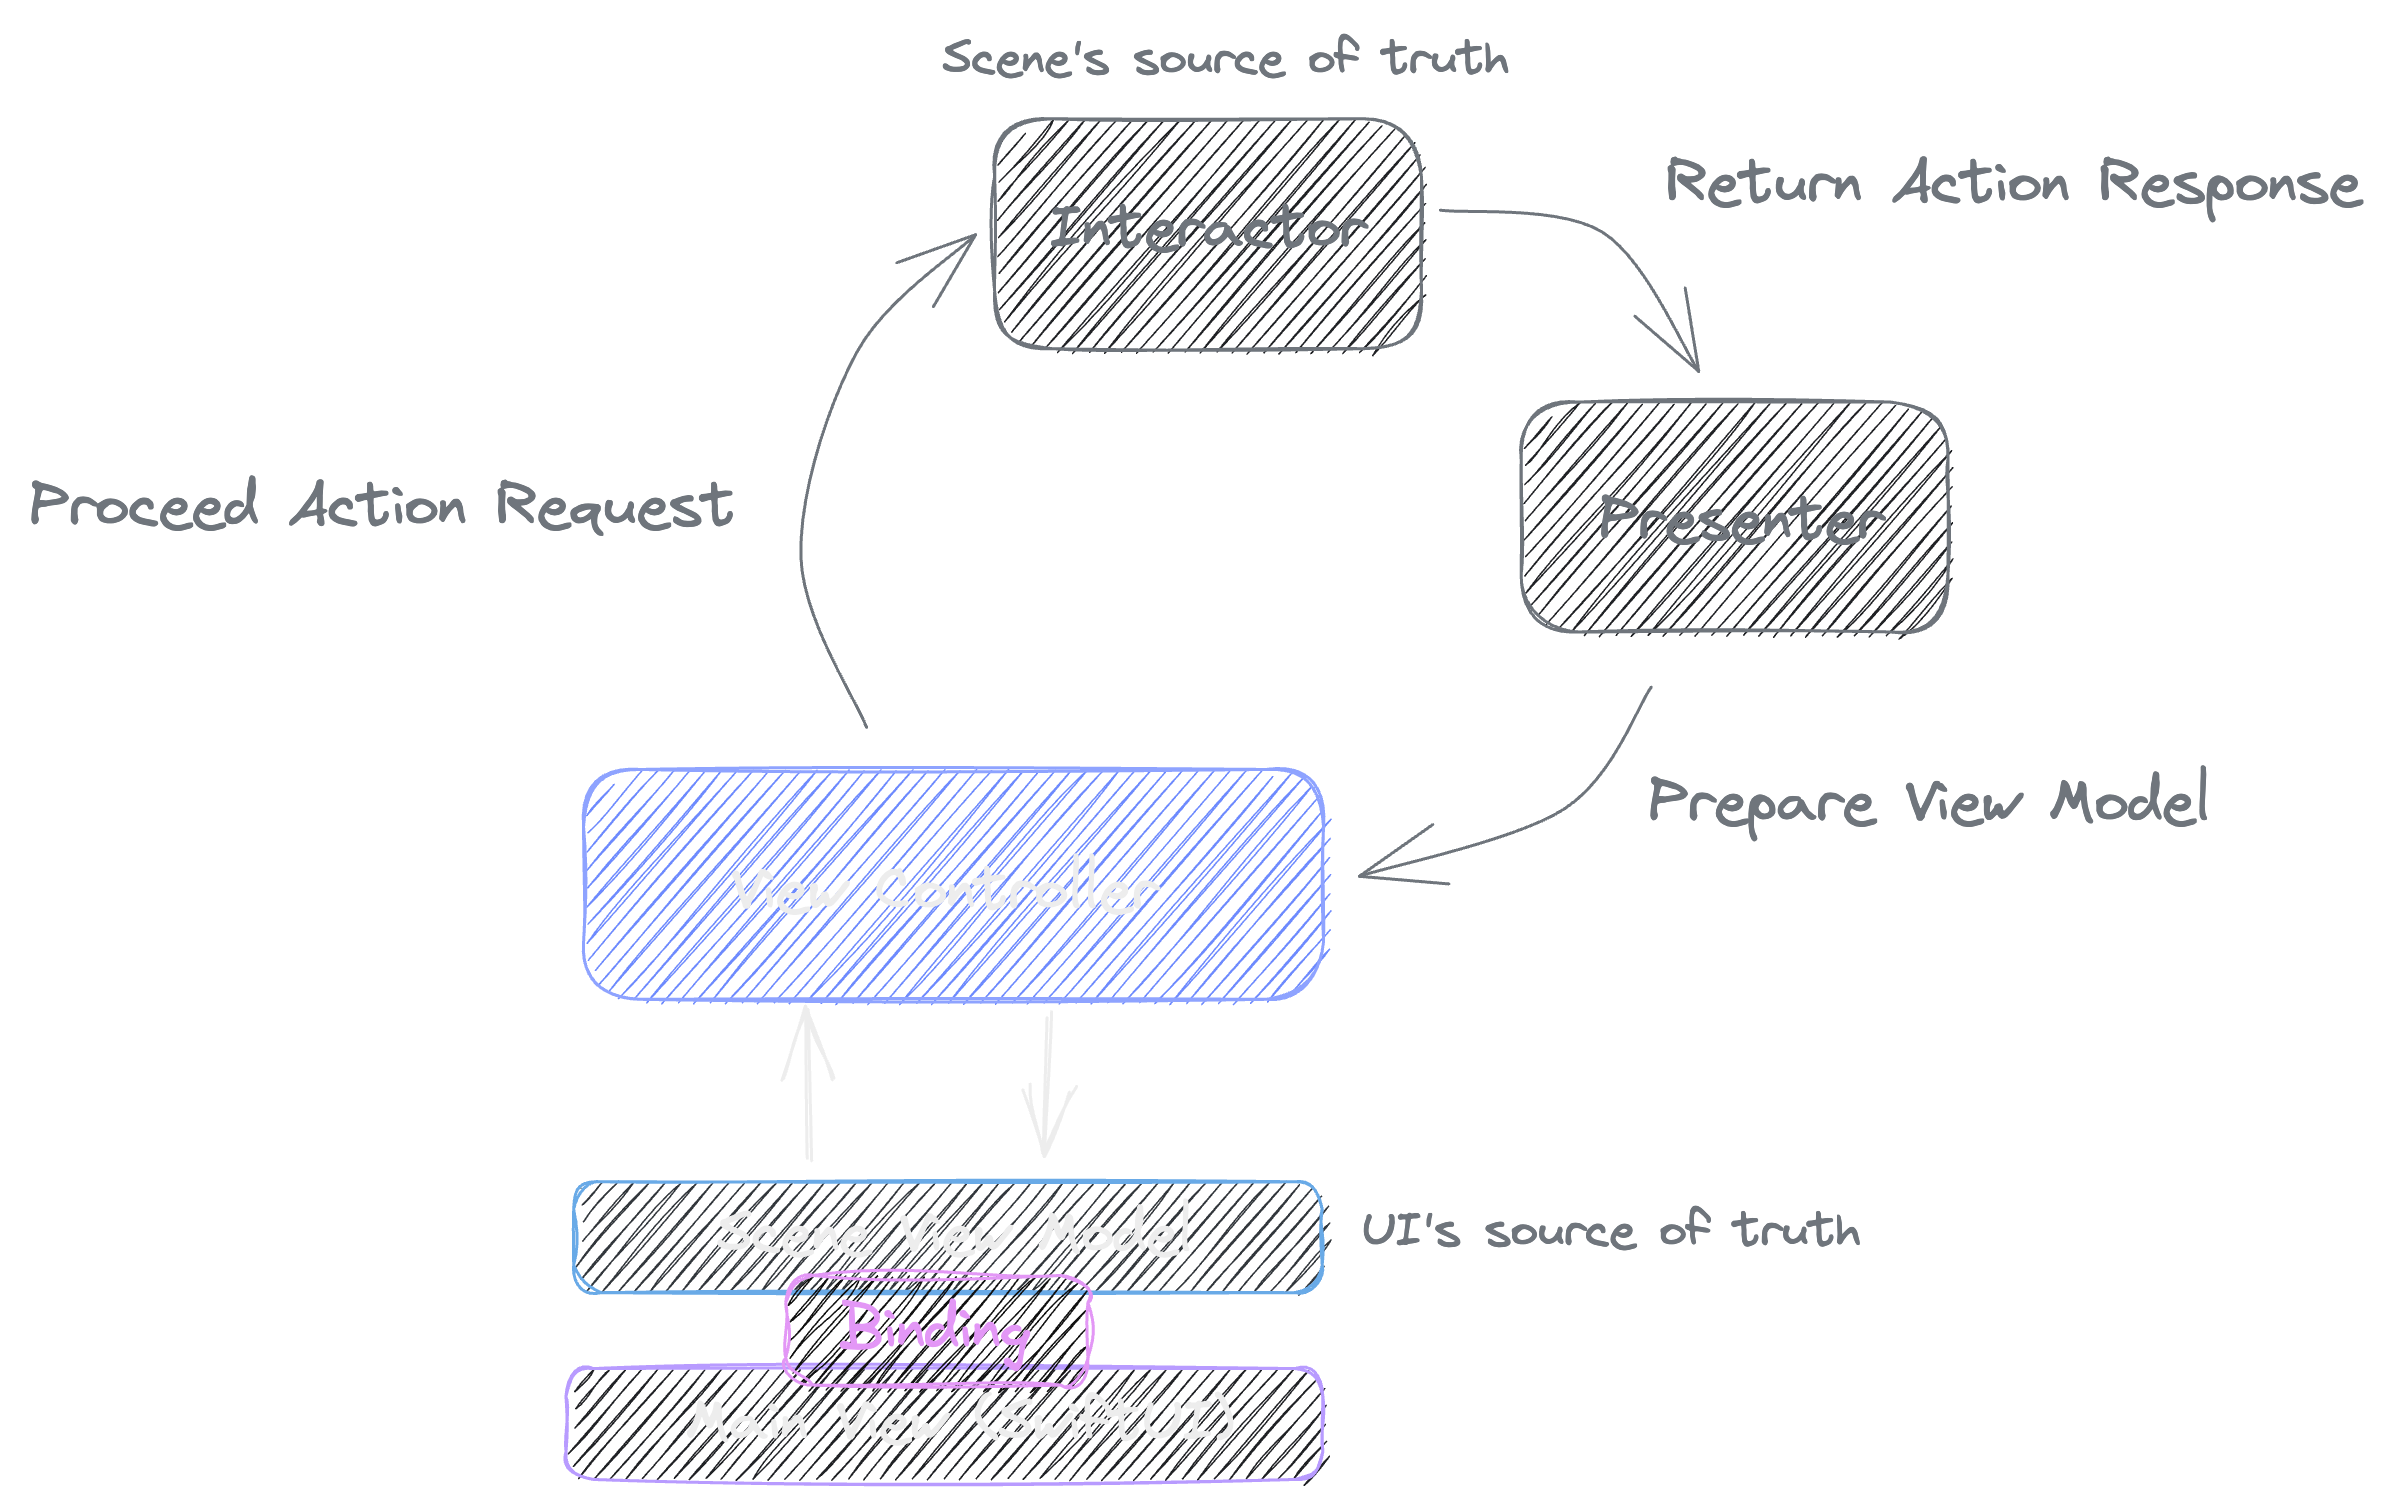 Scene's source of truth
Interactor
Return Action Response
Proceed Action Request
Presenter
Prepare View Model
View Controller
Scene View Model
UI's source of truth
Binding
Main View (SwiftUI)